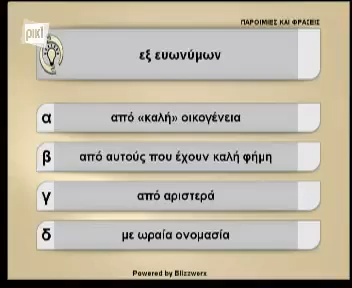 ρικ1
ΠΑΡΟΙΜΙΕΣ ΚΑΙ ΦΡΑΣΕΙΣ
εξ ευωνύμων
α από «καλή» οικογένεια
β από αυτούς που έχουν καλή φήμη
γ από αριστερά
δ με ωραία ονομασία
Powered by Blizzwerx